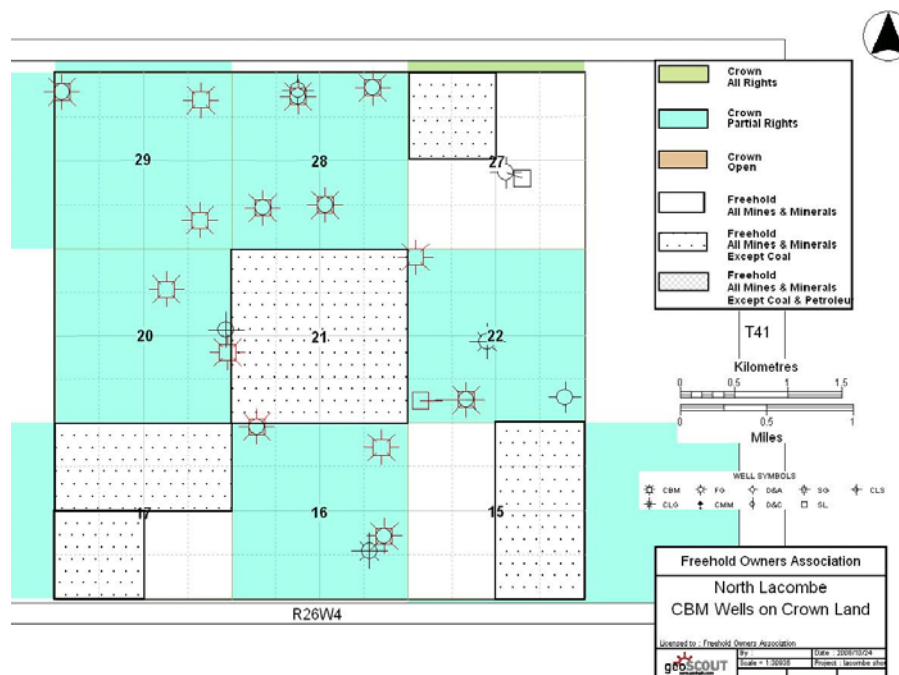 29
28
27
20
21
22
17
16
15
R26W4
Crown
All Rights
Crown
Partial Rights
Crown
Open
Freehold
All Mines & Minerals
Freehold
All Mines & Minerals
Except Coal
Freehold
All Mines & Minerals
Except Coal & Petroleu
T41
Kilometres
0 0.5 1 1.5
0 0.5 1
Miles
WELL SYMBOLS
CBM FG D&A SG CLS
CLG CMM D&C SL
Freehold Owners Association
North Lacombe
CBM Wells on Crown Land
Licensed to : Freehold Owners Association
geoSCOUT
By :
Date : 2008/10/24
Scale = 1:30935
Project : lacombe sho